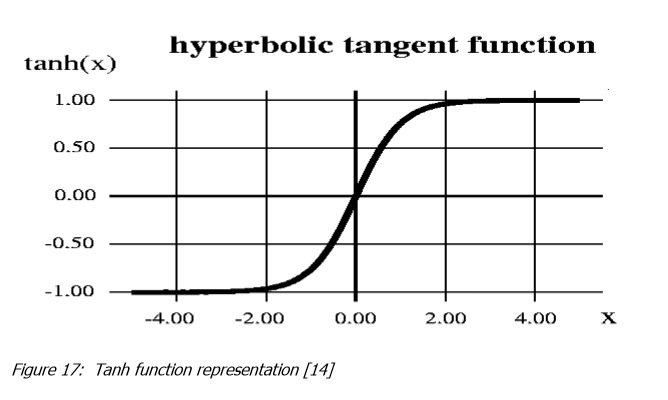 hyperbolic tangent function
tanh(x)
1.00
0.50
0.00
-0.50
-1.00
-4.00 -2.00 0.00 2.00 4.00 X
Figure 17: Tanh function representation [14]